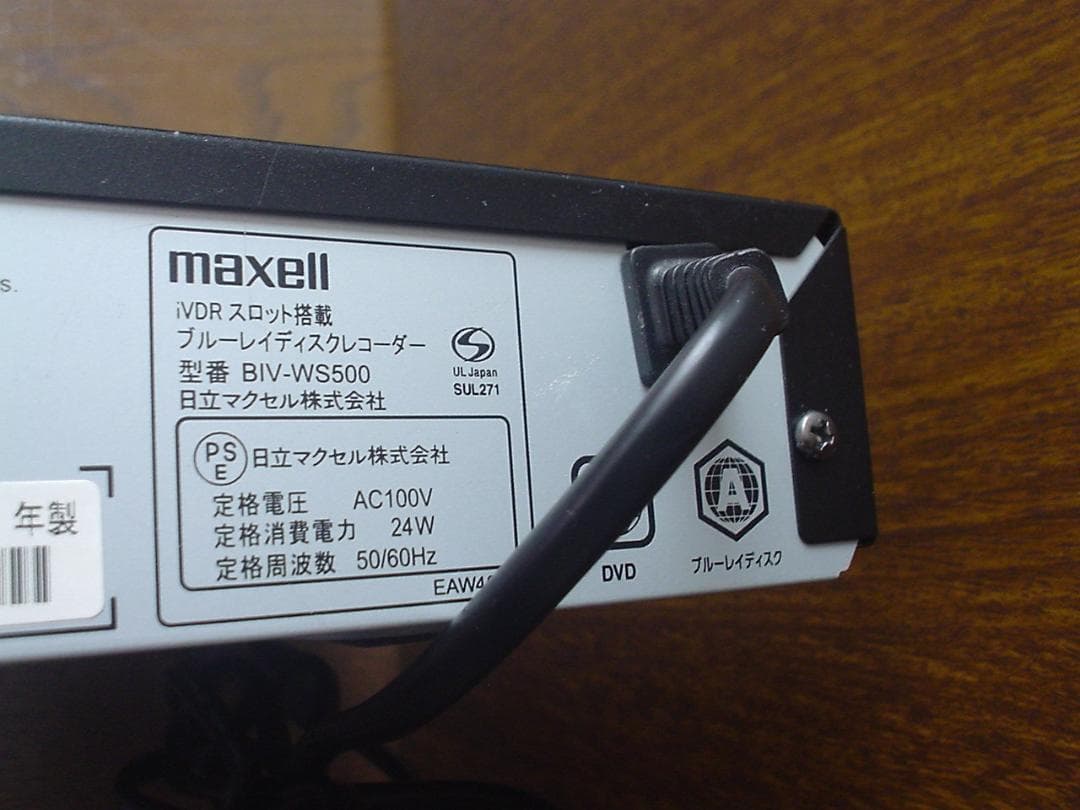 s.
maxell
iVDR スロット搭載
ブルーレイディスクレコーダー
型番 BIV-WS500
日立マクセル株式会社
UL Japan
SUL271
PS
E
日立マクセル株式会社
定格電圧 AC100V
定格消費電力 24W
定格周波数 50/60Hz
EAW4
年製
DVD
A
ブルーレイディスク